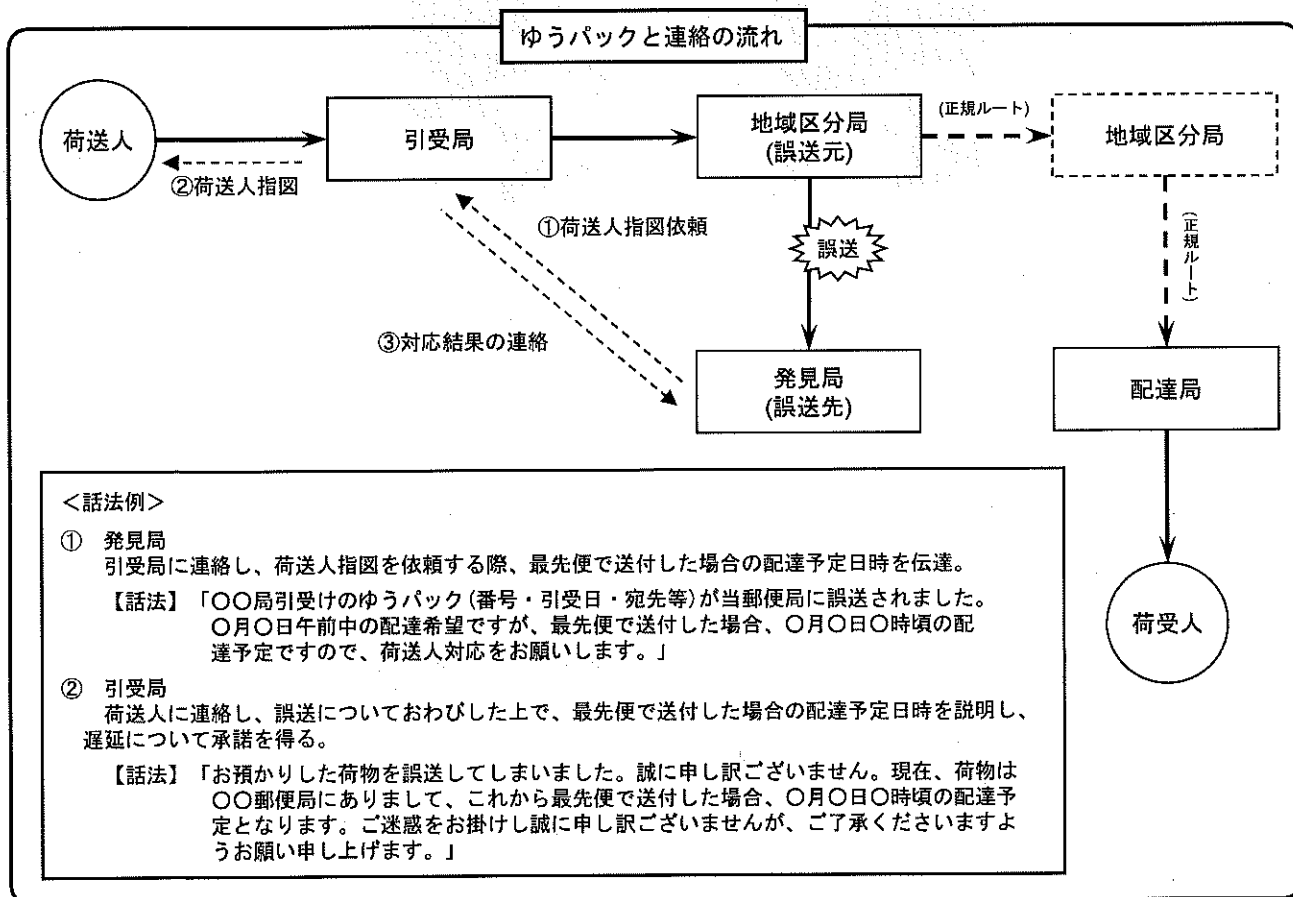 ゆうパックと連絡の流れ
荷送人
引受局
地域区分局
(誤送元)
(正規ルート)
地域区分局
②荷送人指図
①荷送人指図依頼
誤送
(正規ルート)
③対応結果の連絡
発見局
(誤送先)
配達局
荷受人
＜話法例＞
① 発見局
引受局に連絡し、荷送人指図を依頼する際、最先便で送付した場合の配達予定日時を伝達。
【話法】「〇〇局引受けのゆうパック(番号・引受日・宛先等)が当郵便局に誤送されました。
〇月〇日午前中の配達希望ですが、最先便で送付した場合、〇月〇日〇時頃の配
達予定ですので、荷送人対応をお願いします。」
② 引受局
荷送人に連絡し、誤送についておわびした上で、最先便で送付した場合の配達予定日時を説明し、
遅延について承諾を得る。
【話法】「お預かりした荷物を誤送してしまいました。誠に申し訳ございません。現在、荷物は
〇〇郵便局にありまして、これから最先便で送付した場合、〇月〇日〇時頃の配達予
定となります。ご迷惑をお掛けし誠に申し訳ございませんが、ご了承くださいますよ
うお願い申し上げます。」